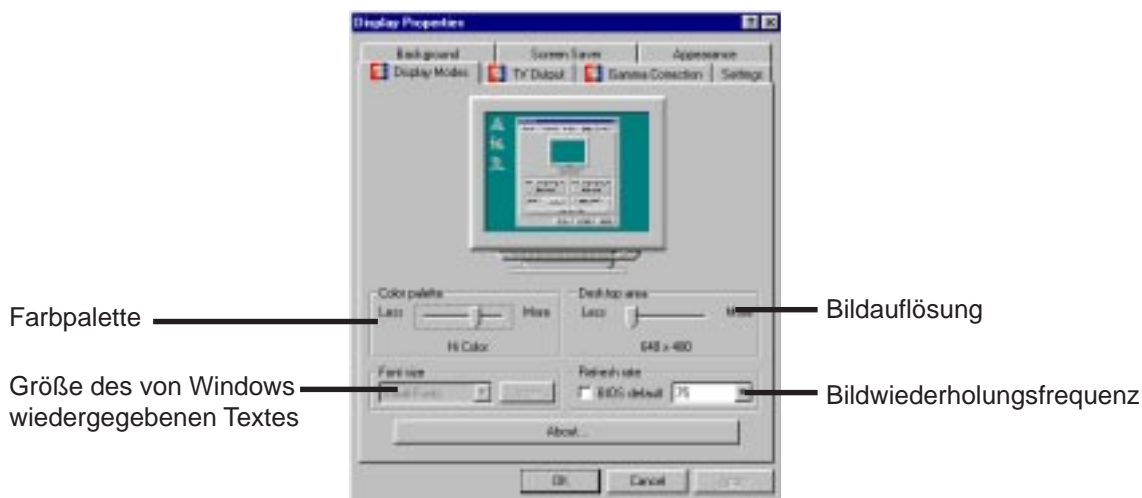 Display Properties
Background Screen Saver Appearance
Display Modes TV Output Gamma Correction Settings
Color palette
Less More
Hi Color
Desktop area
Less More
640 x 480
Farbpalette
Bildauflösung
Font size
Fonts
Refresh rate
BIOS default 75
Größe des von Windows
wiedergegebenen Textes
Bildwiederholungsfrequenz
About...
OK Cancel